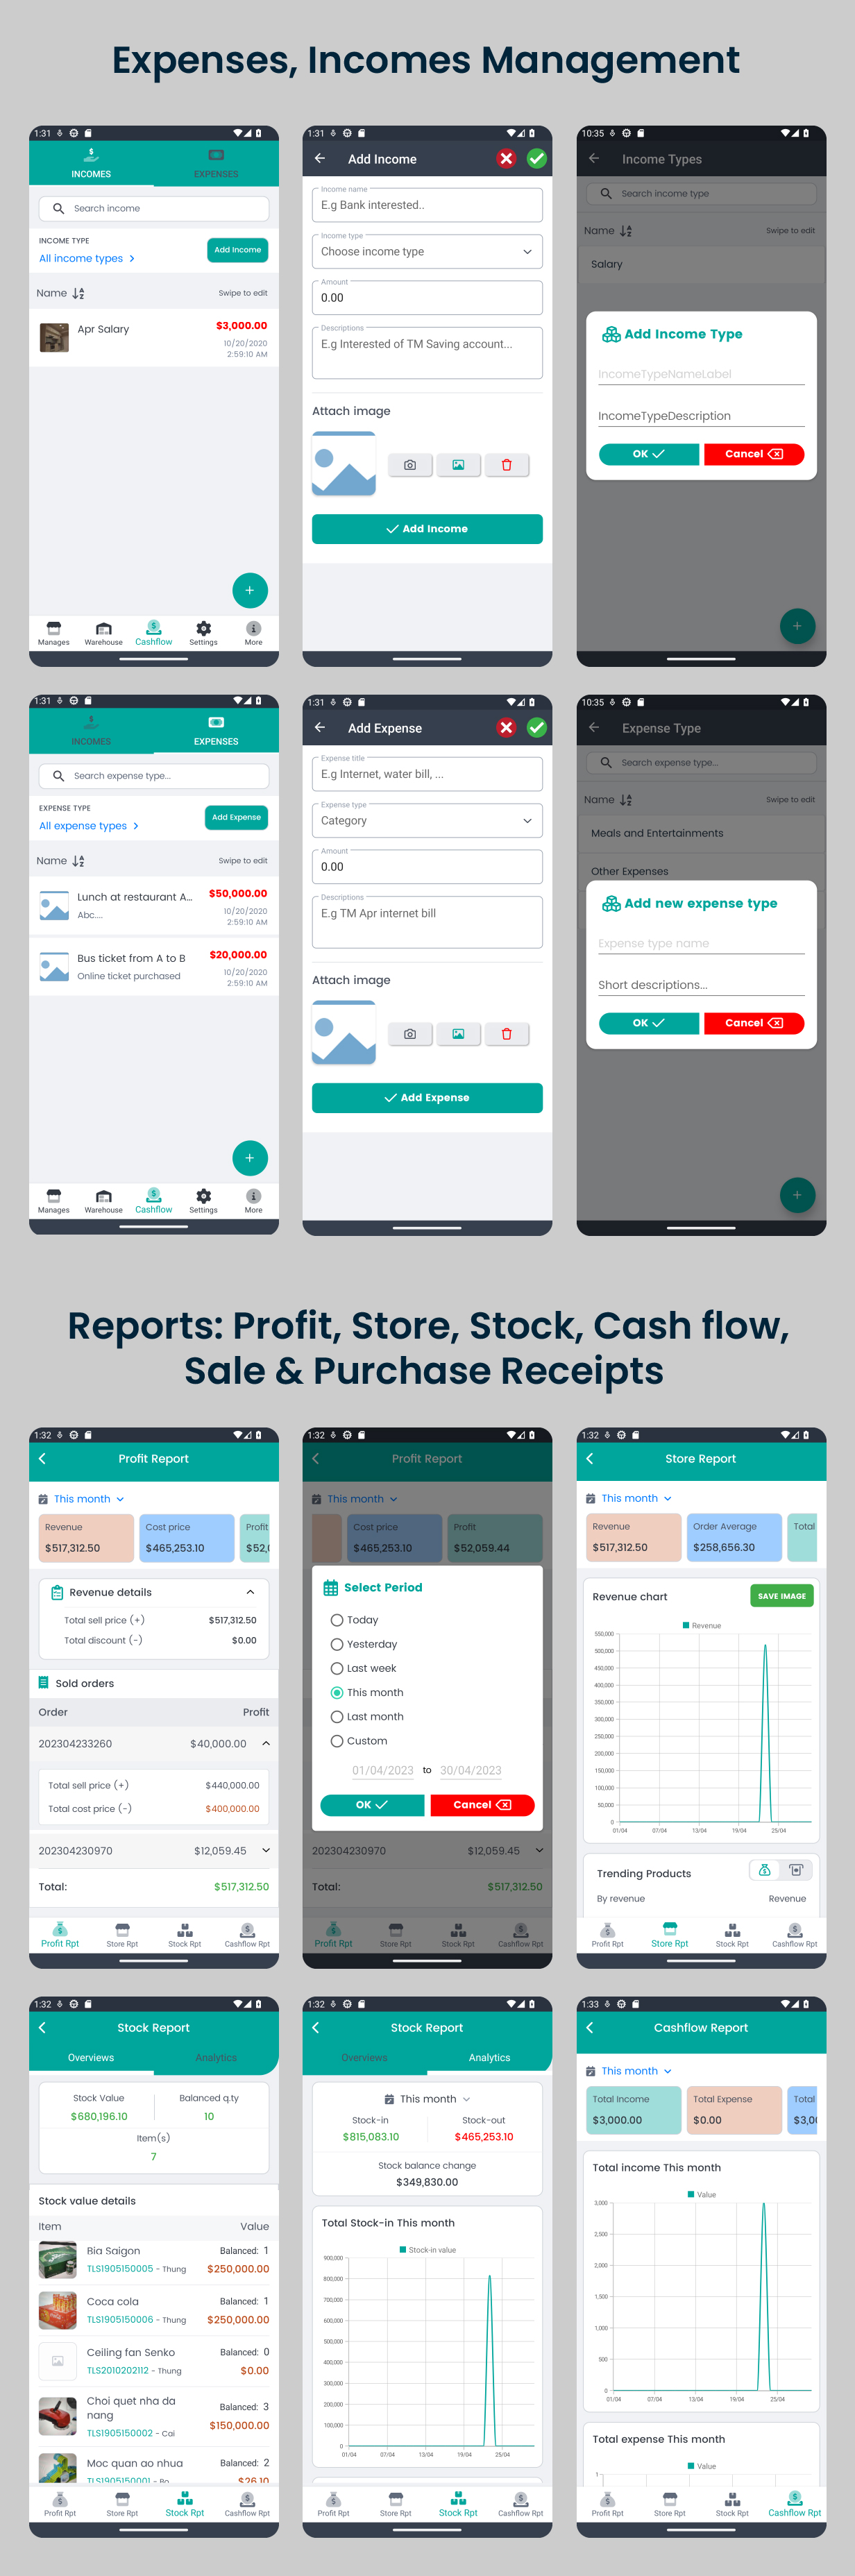 Expenses, Incomes Management
1:31
INCOMES
EXPENSES
Search income
INCOME TYPE
All income types
Add Income
Name
Swipe to edit
Apr Salary
$3,000.00
10/20/2020
2:59:10 AM
Manages
Warehouse
Cashflow
Settings
More
1:31
Add Income
Income name
E.g Bank interested..
Income type
Choose income type
Amount
0.00
Descriptions
E.g Interested of TM Saving account...
Attach image
Add Income
10:35
Income Types
Search income type
Name
Swipe to edit
Salary
Add Income Type
IncomeTypeNameLabel
IncomeTypeDescription
OK
Cancel
1:31
INCOMES
EXPENSES
Search expense type...
EXPENSE TYPE
All expense types
Add Expense
Name
Swipe to edit
Lunch at restaurant A...
$50,000.00
Abc....
10/20/2020
2:59:10 AM
Bus ticket from A to B
$20,000.00
Online ticket purchased
10/20/2020
2:59:10 AM
Manages
Warehouse
Cashflow
Settings
More
1:31
Add Expense
Expense title
E.g Internet, water bill, ...
Expense type
Category
Amount
0.00
Descriptions
E.g TM Apr internet bill
Attach image
Add Expense
10:35
Expense Type
Search expense type...
Name
Swipe to edit
Meals and Entertainments
Other Expenses
Add new expense type
Expense type name
Short descriptions...
OK
Cancel
Reports: Profit, Store, Stock, Cash flow,
Sale & Purchase Receipts
1:32
Profit Report
This month
Revenue
$517,312.50
Cost price
$465,253.10
Profit
Revenue details
Total sell price (+)
$517,312.50
Total discount (-)
$0.00
Sold orders
Order
Profit
202304233260
$40,000.00
Total sell price (+)
$440,000.00
Total cost price (-)
$400,000.00
202304230970
$12,059.45
Total:
$517,312.50
Profit Rpt
Store Rpt
Stock Rpt
Cashflow Rpt
1:32
Profit Report
This month
Cost price
$465,253.10
Profit
$52,059.44
Select Period
Today
Yesterday
Last week
This month
Last month
Custom
01/04/2023 to 30/04/2023
OK
Cancel
202304230970
$12,059.45
Total:
$517,312.50
Profit Rpt
Store Rpt
Stock Rpt
Cashflow Rpt
1:32
Store Report
This month
Revenue
$517,312.50
Order Average
$258,656.30
Total
Revenue chart
SAVE IMAGE
Revenue
550,000
500,000
450,000
400,000
350,000
300,000
250,000
200,000
150,000
100,000
50,000
0
01/04
07/04
13/04
19/04
25/04
Trending Products
By revenue
Revenue
Profit Rpt
Store Rpt
Stock Rpt
Cashflow Rpt
1:32
Stock Report
Overviews
Analytics
Stock Value
$680,196.10
Balanced q.ty
10
Item(s)
7
Stock value details
Item
Value
Bia Saigon
Balanced: 1
TLS1905150005 - Thung
$250,000.00
Coca cola
Balanced: 1
TLS1905150006 - Thung
$250,000.00
Ceiling fan Senko
Balanced: 0
TLS2010202112 - Thung
$0.00
Choi quet nha da
nang
Balanced: 3
TLS1905150002 - Cai
$150,000.00
Moc quan ao nhua
Balanced: 2
TLS1905150001 - Bo
$26.10
Profit Rpt
Store Rpt
Stock Rpt
Cashflow Rpt
1:32
Stock Report
Overviews
Analytics
This month
Stock-in
$815,083.10
Stock-out
$465,253.10
Stock balance change
$349,830.00
Total Stock-in This month
Stock-in value
900,000
800,000
700,000
600,000
500,000
400,000
300,000
200,000
100,000
0
01/04
07/04
13/04
19/04
25/04
Profit Rpt
Store Rpt
Stock Rpt
Cashflow Rpt
1:33
Cashflow Report
This month
Total Income
$3,000.00
Total Expense
$0.00
Total
Total income This month
Value
3,000
2,500
2,000
1,500
1,000
500
0
01/04
07/04
13/04
19/04
25/04
Total expense This month
Value
1
Profit Rpt
Store Rpt
Stock Rpt
Cashflow Rpt